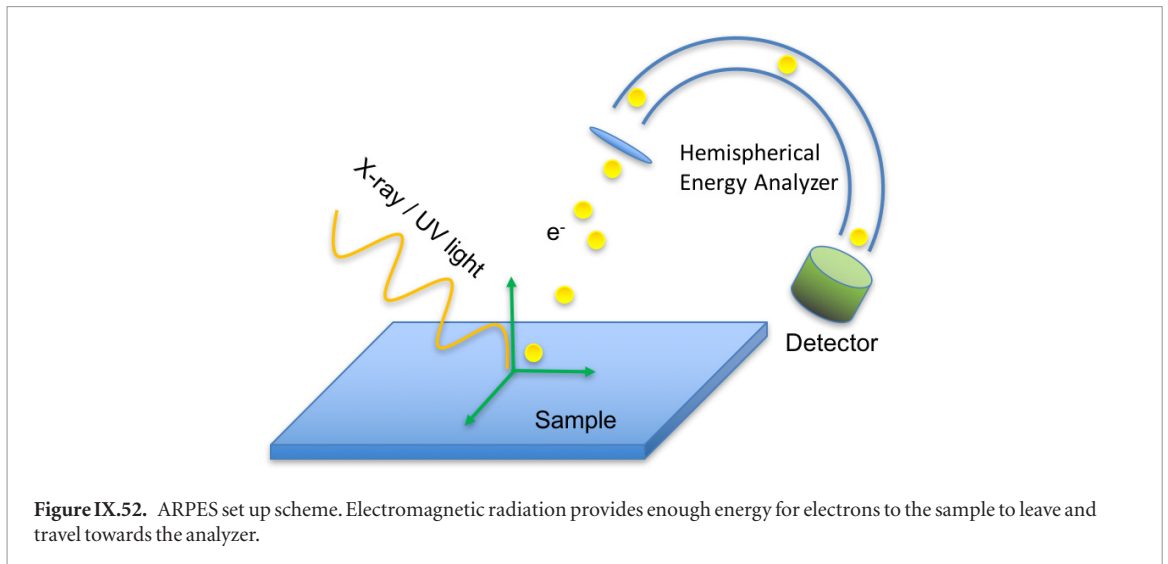 X-ray / UV light
e-
Hemispherical
Energy Analyzer
Detector
Sample
Figure IX.52. ARPES set up scheme. Electromagnetic radiation provides enough energy for electrons to the sample to leave and
travel towards the analyzer.